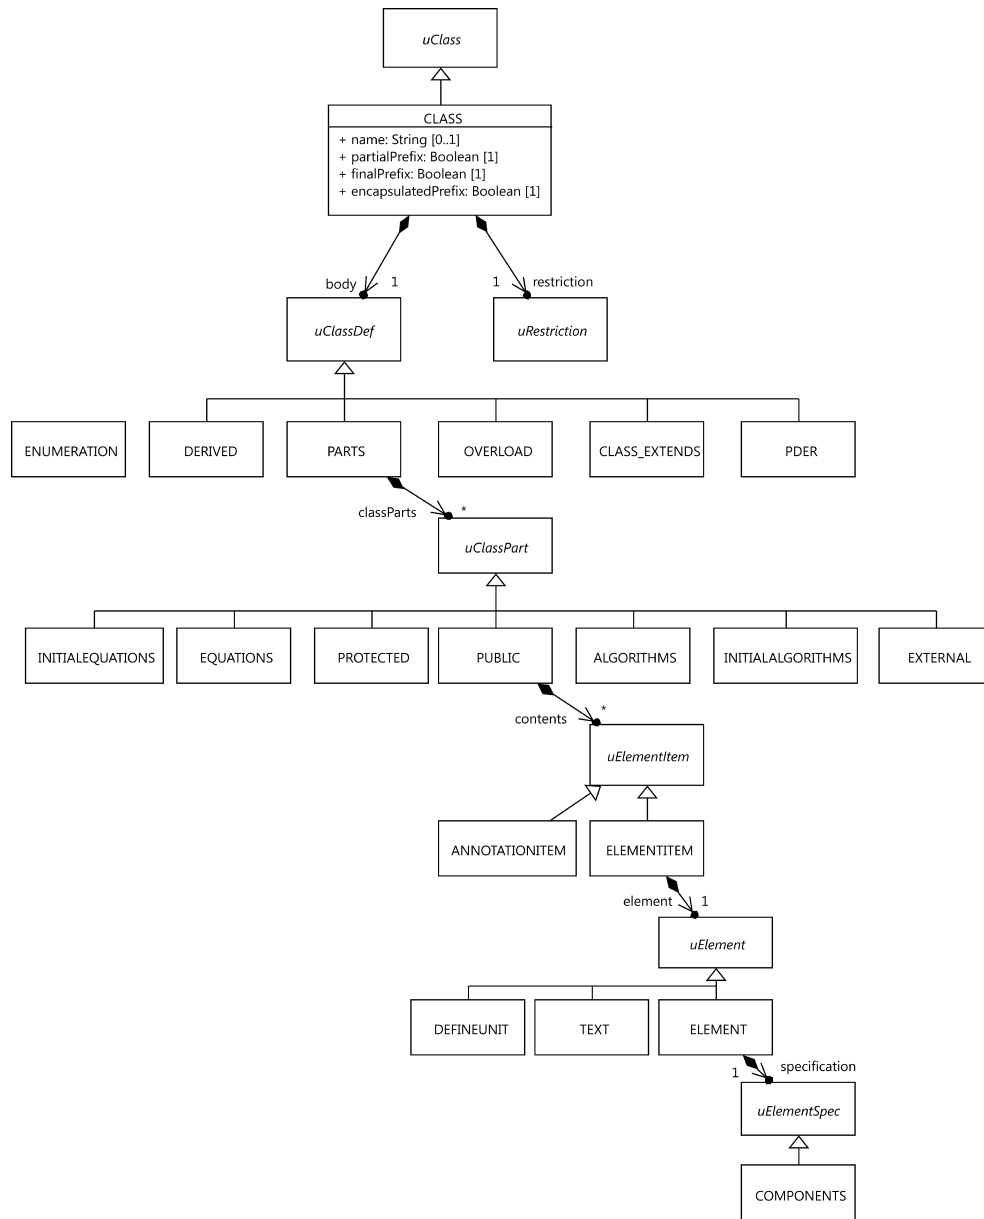 uClass
CLASS
+ name: String [0..1]
+ partialPrefix: Boolean [1]
+ finalPrefix: Boolean [1]
+ encapsulatedPrefix: Boolean [1]
body 1 1 restriction
uClassDef uRestriction
ENUMERATION DERIVED PARTS OVERLOAD CLASS_EXTENDS PDER
classParts *
uClassPart
INITIALEQUATIONS EQUATIONS PROTECTED PUBLIC ALGORITHMS INITIALALGORITHMS EXTERNAL
contents *
uElementItem
ANNOTATIONITEM ELEMENTITEM
element 1
uElement
DEFINEUNIT TEXT ELEMENT
1 specification
uElementSpec
COMPONENTS